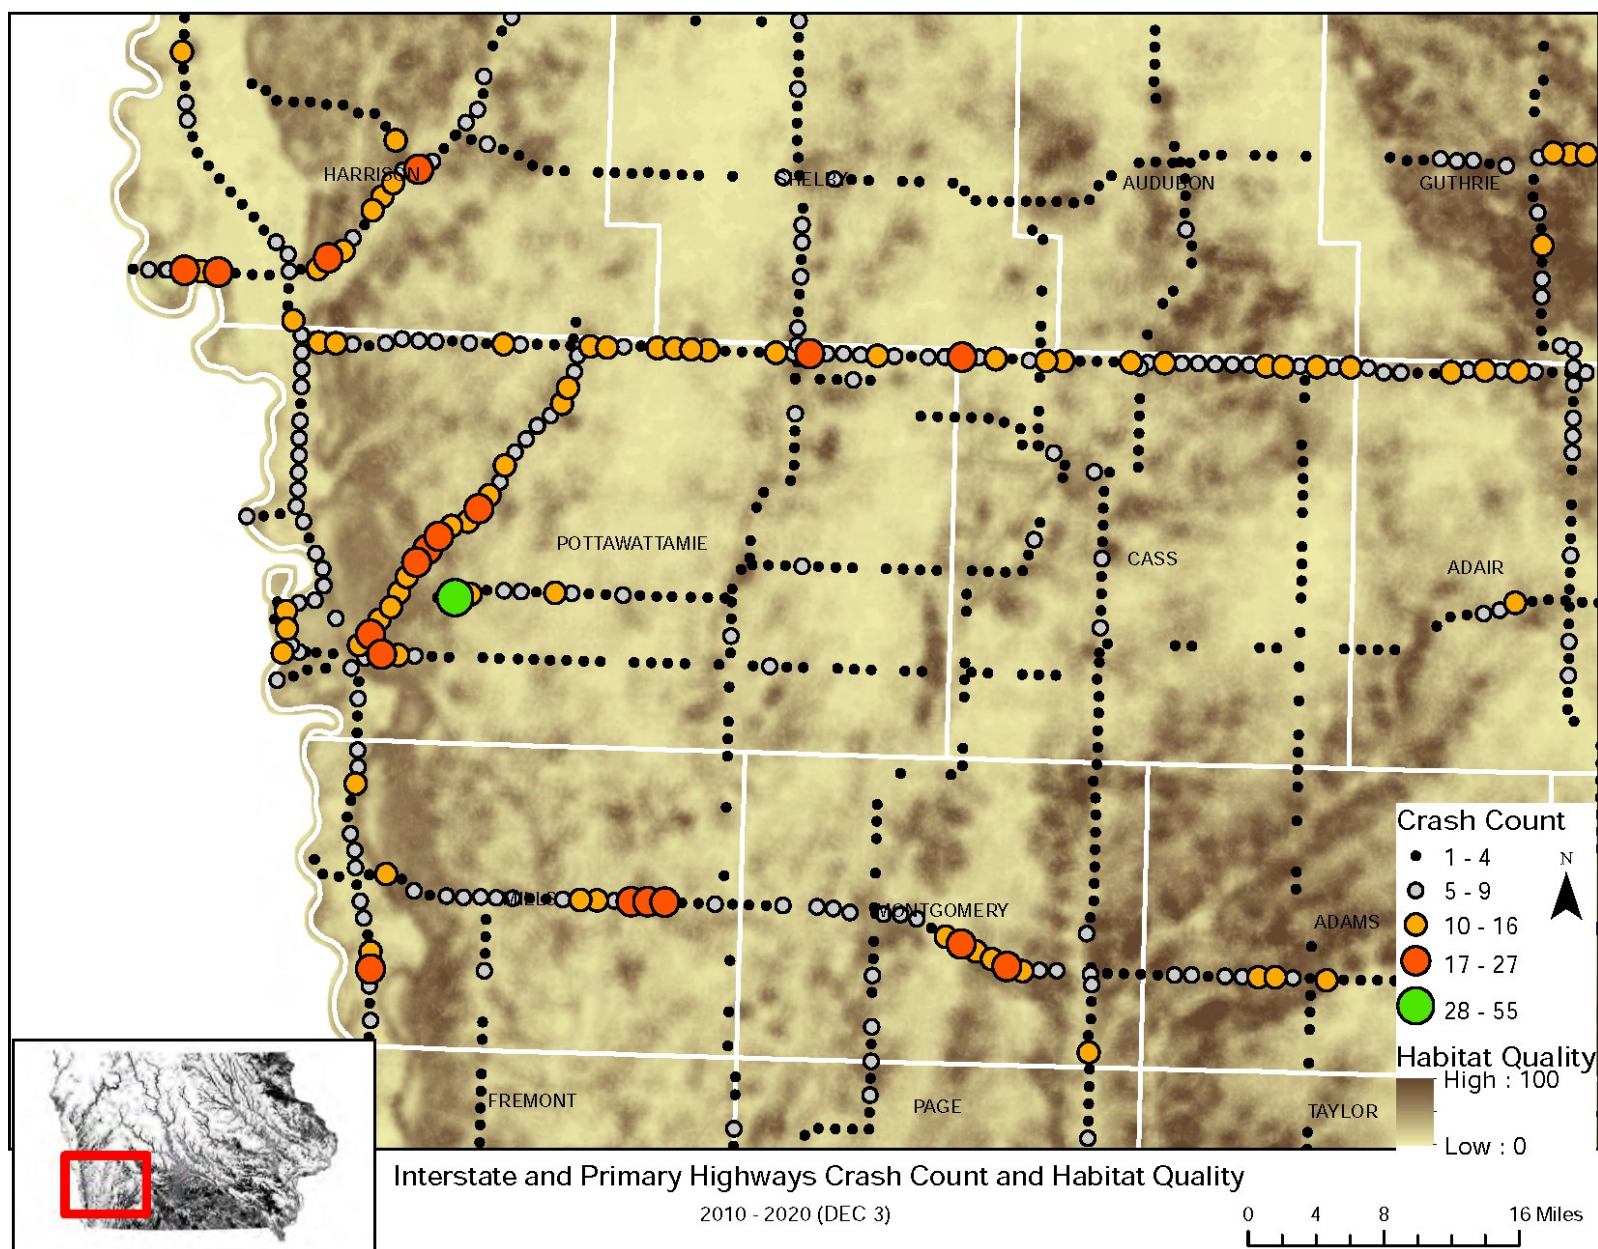 HARRISON
SHELBY
AUDUBON
GUTHRIE
POTTAWATTAMIE
CASS
ADAIR
MILLS
MONTGOMERY
ADAMS
FREMONT
PAGE
TAYLOR
Crash Count
1 - 4
5 - 9
10 - 16
17 - 27
28 - 55
N
Habitat Quality
High : 100
Low : 0
Interstate and Primary Highways Crash Count and Habitat Quality
2010 - 2020 (DEC 3)
0 4 8 16 Miles